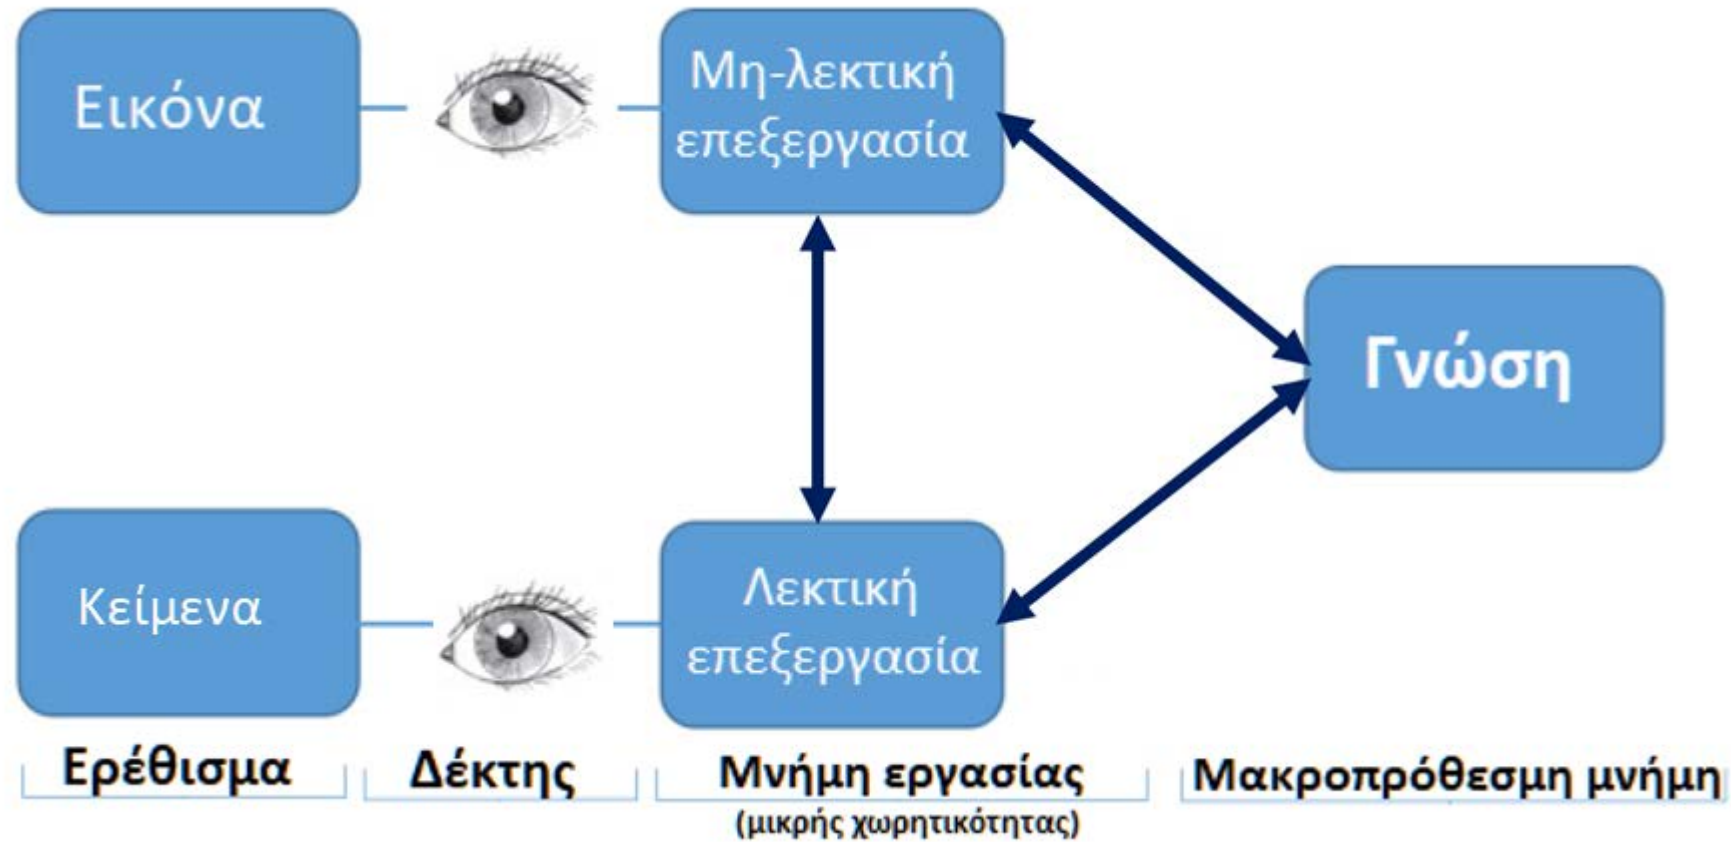 Εικόνα
Μη-λεκτική
επεξεργασία
Γνώση
Κείμενα
Λεκτική
επεξεργασία
Ερέθισμα
Δέκτης
Μνήμη εργασίας
(μικρής χωρητικότητας)
Μακροπρόθεσμη μνήμη